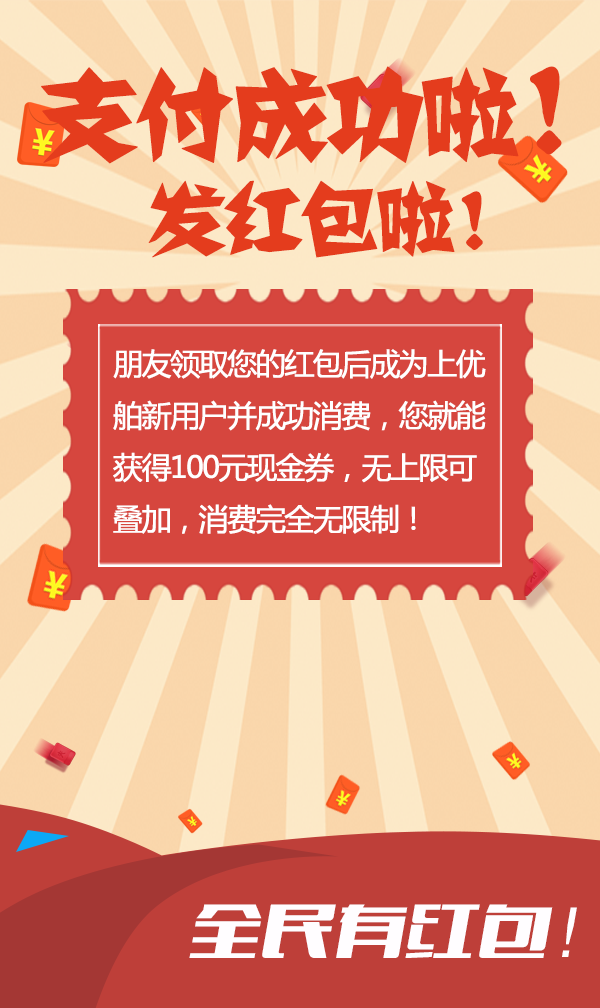 支付成功啦！
发红包啦！
朋友领取您的红包后成为上优
舶新用户并成功消费，您就能
获得100元现金券，无上限可
叠加，消费完全无限制！
全民有红包！